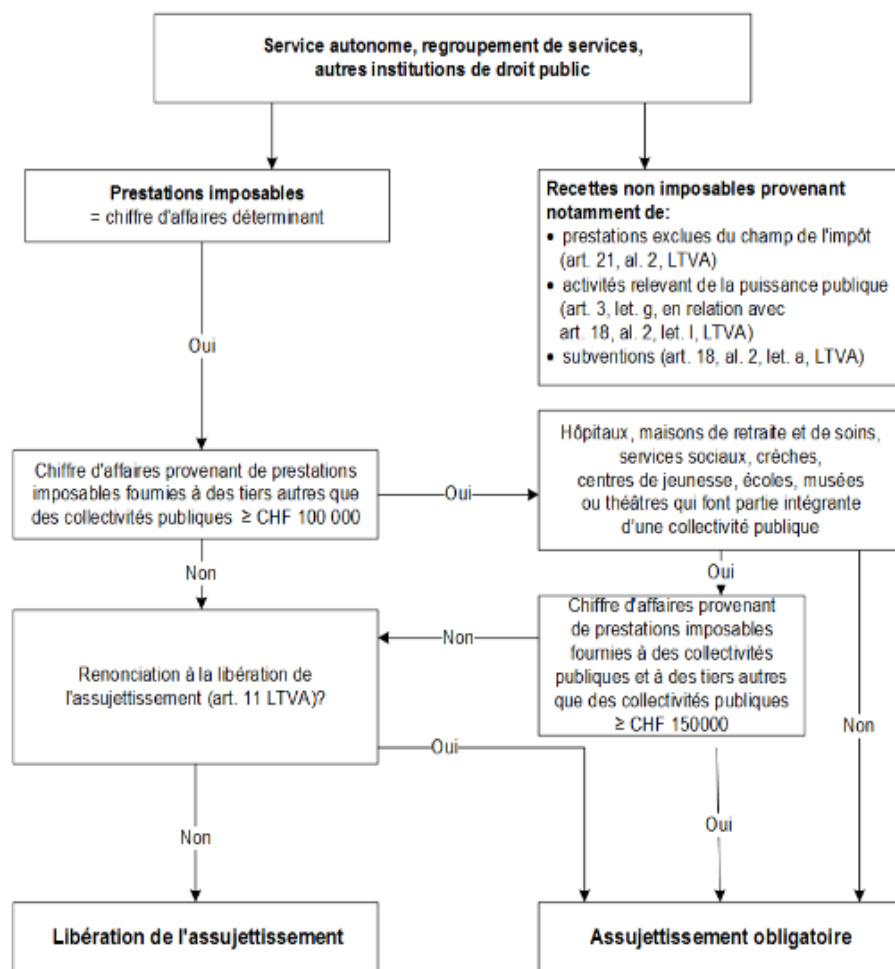 Service autonome, regroupement de services,
autres institutions de droit public
Prestations imposables
= chiffre d'affaires déterminant
Recettes non imposables provenant
notamment de:
• prestations exclues du champ de l'impôt
(art. 21, al. 2, LTVA)
• activités relevant de la puissance publique
(art. 3, let. g, en relation avec
art. 18, al. 2, let. l, LTVA)
• subventions (art. 18, al. 2, let. a, LTVA)
Oui
Chiffre d'affaires provenant de prestations
imposables fournies à des tiers autres que
des collectivités publiques ≥ CHF 100 000
Oui
Hôpitaux, maisons de retraite et de soins,
services sociaux, crèches,
centres de jeunesse, écoles, musées
ou théâtres qui font partie intégrante
d'une collectivité publique
Non
Oui
Renonciation à la libération de
l'assujettissement (art. 11 LTVA)?
Non
Chiffre d'affaires provenant
de prestations imposables
fournies à des collectivités
publiques et à des tiers autres
que des collectivités publiques
≥ CHF 150000
Non
Oui
Non
Oui
Libération de l'assujettissement
Assujettissement obligatoire